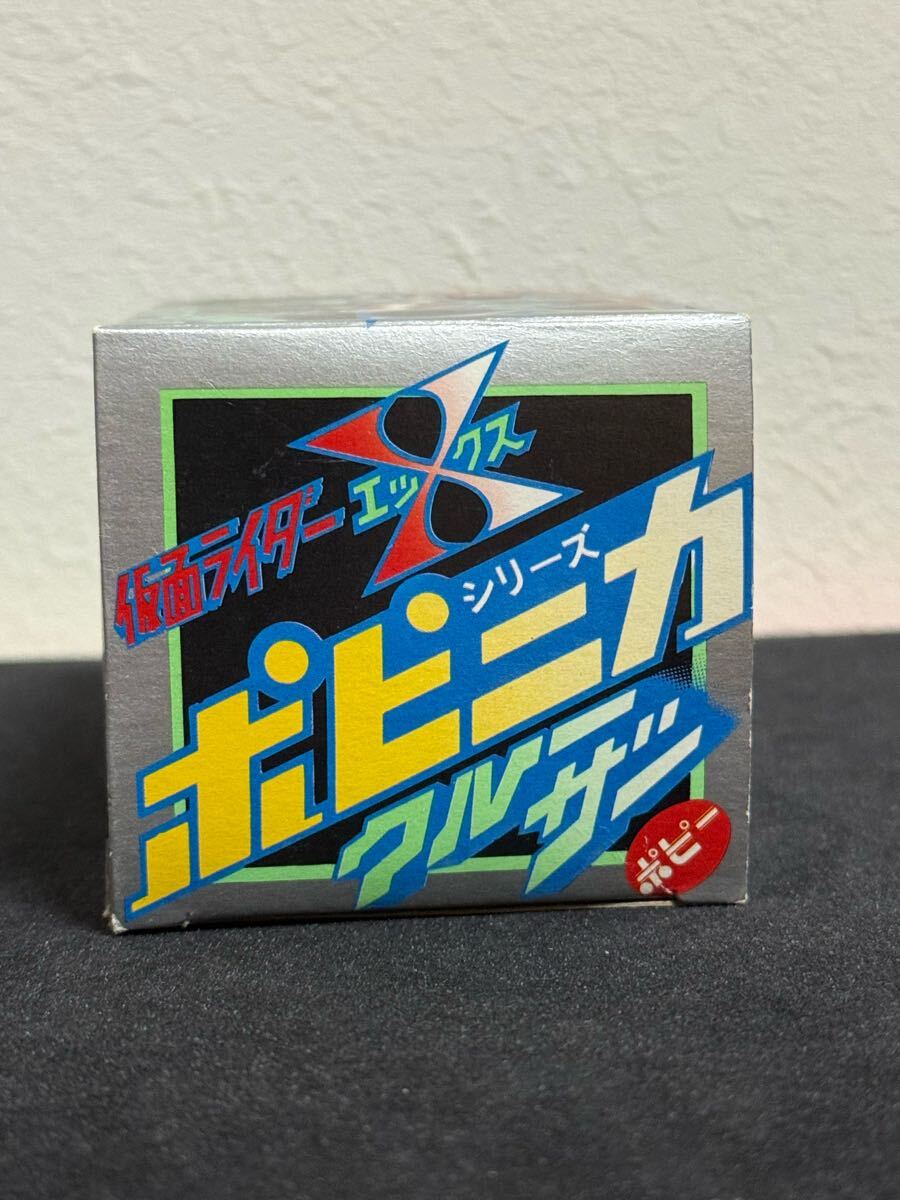 仮面ライダーエックス
シリーズ
ポピニカ
クルーザー
ポピー